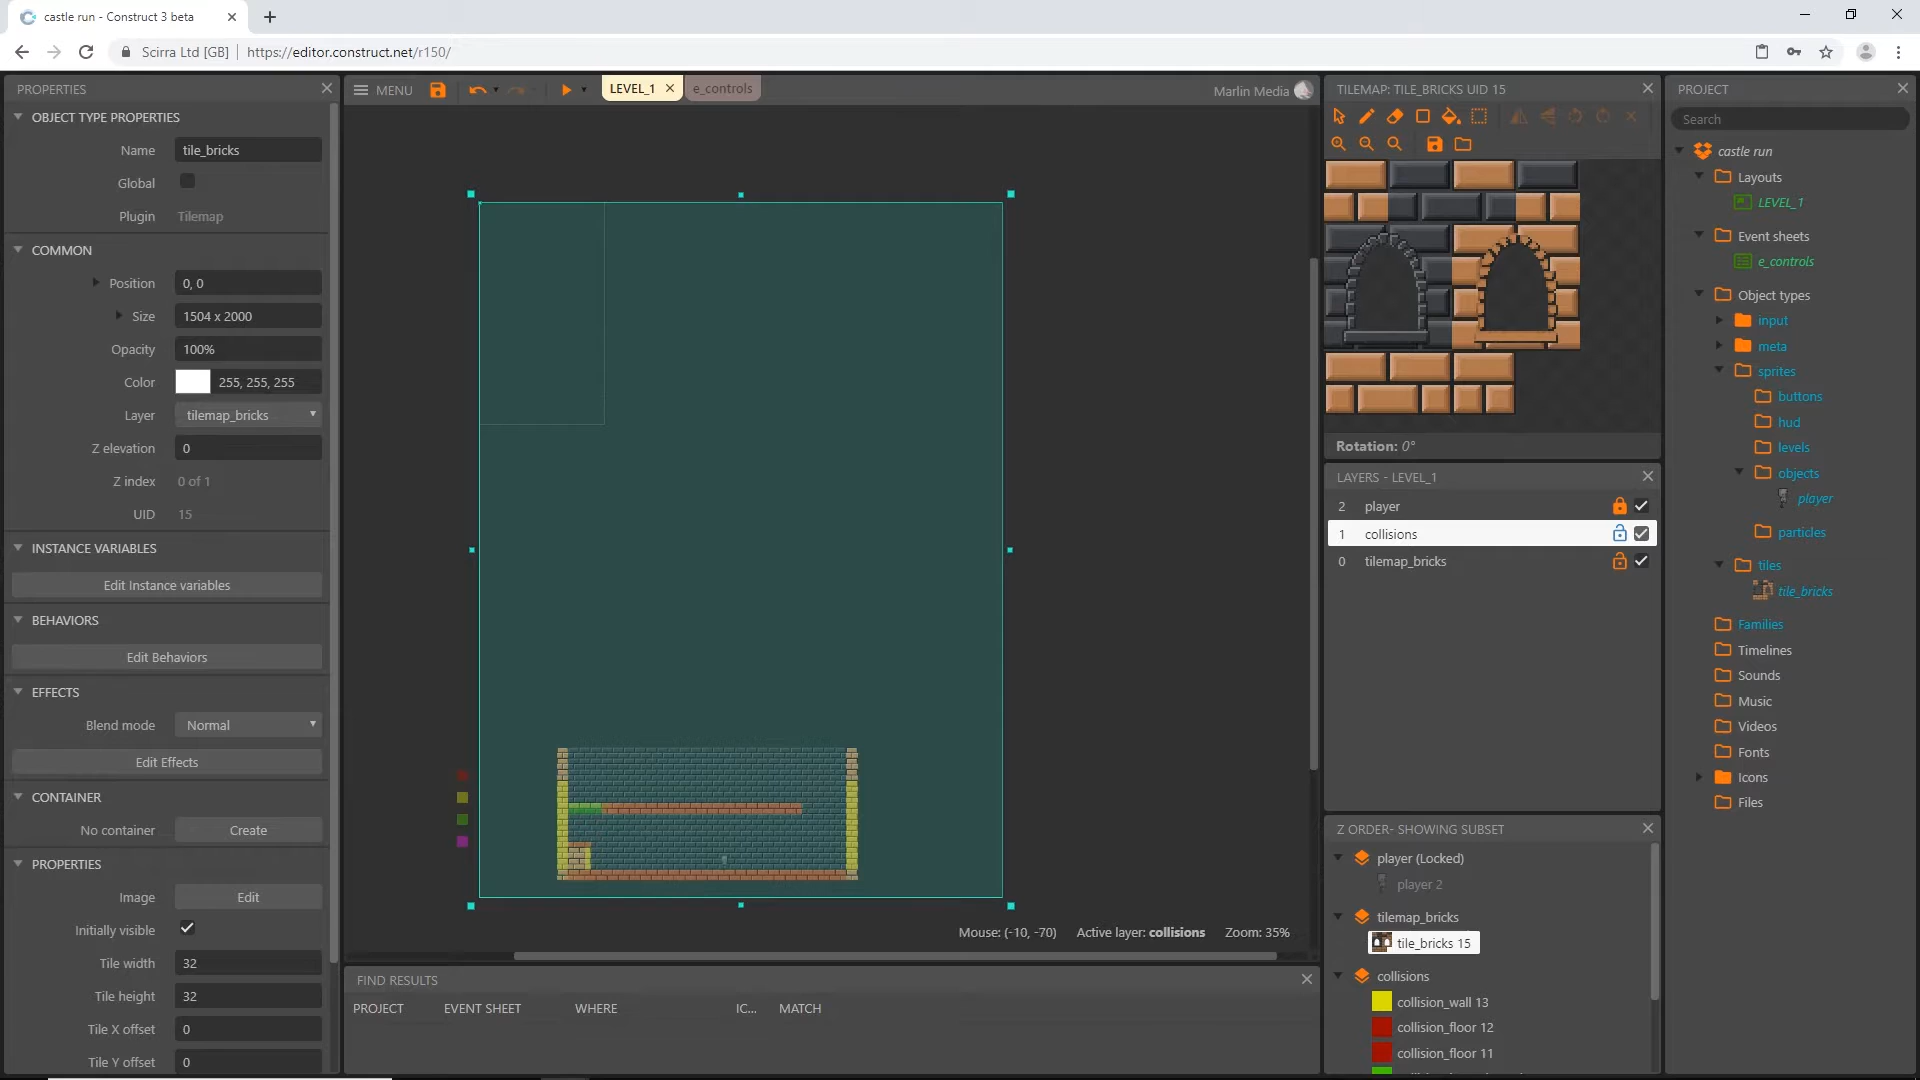 castle run - Construct 3 beta
Scirra Ltd [GB]
https://editor.construct.net/r150/
PROPERTIES
OBJECT TYPE PROPERTIES
Name tile_bricks
Global
Plugin Tilemap
COMMON
Position 0, 0
Size 1504 x 2000
Opacity 100%
Color 255, 255, 255
Layer tilemap_bricks
Z elevation 0
Z index 0 of 1
UID 15
INSTANCE VARIABLES
Edit Instance variables
BEHAVIORS
Edit Behaviors
EFFECTS
Blend mode Normal
Edit Effects
CONTAINER
No container Create
PROPERTIES
Image Edit
Initially visible
Tile width 32
Tile height 32
Tile X offset 0
Tile Y offset 0
MENU
LEVEL_1
e_controls
Marlin Media
Mouse: (-10, -70) Active layer: collisions Zoom: 35%
FIND RESULTS
PROJECT EVENT SHEET WHERE IC... MATCH
TILEMAP: TILE_BRICKS UID 15
Rotation: 0°
LAYERS - LEVEL_1
2 player
1 collisions
0 tilemap_bricks
Z ORDER- SHOWING SUBSET
player (Locked)
player 2
tilemap_bricks
tile_bricks 15
collisions
collision_wall 13
collision_floor 12
collision_floor 11
PROJECT
Search
castle run
Layouts
LEVEL_1
Event sheets
e_controls
Object types
input
meta
sprites
buttons
hud
levels
objects
player
particles
tiles
tile_bricks
Families
Timelines
Sounds
Music
Videos
Fonts
Icons
Files